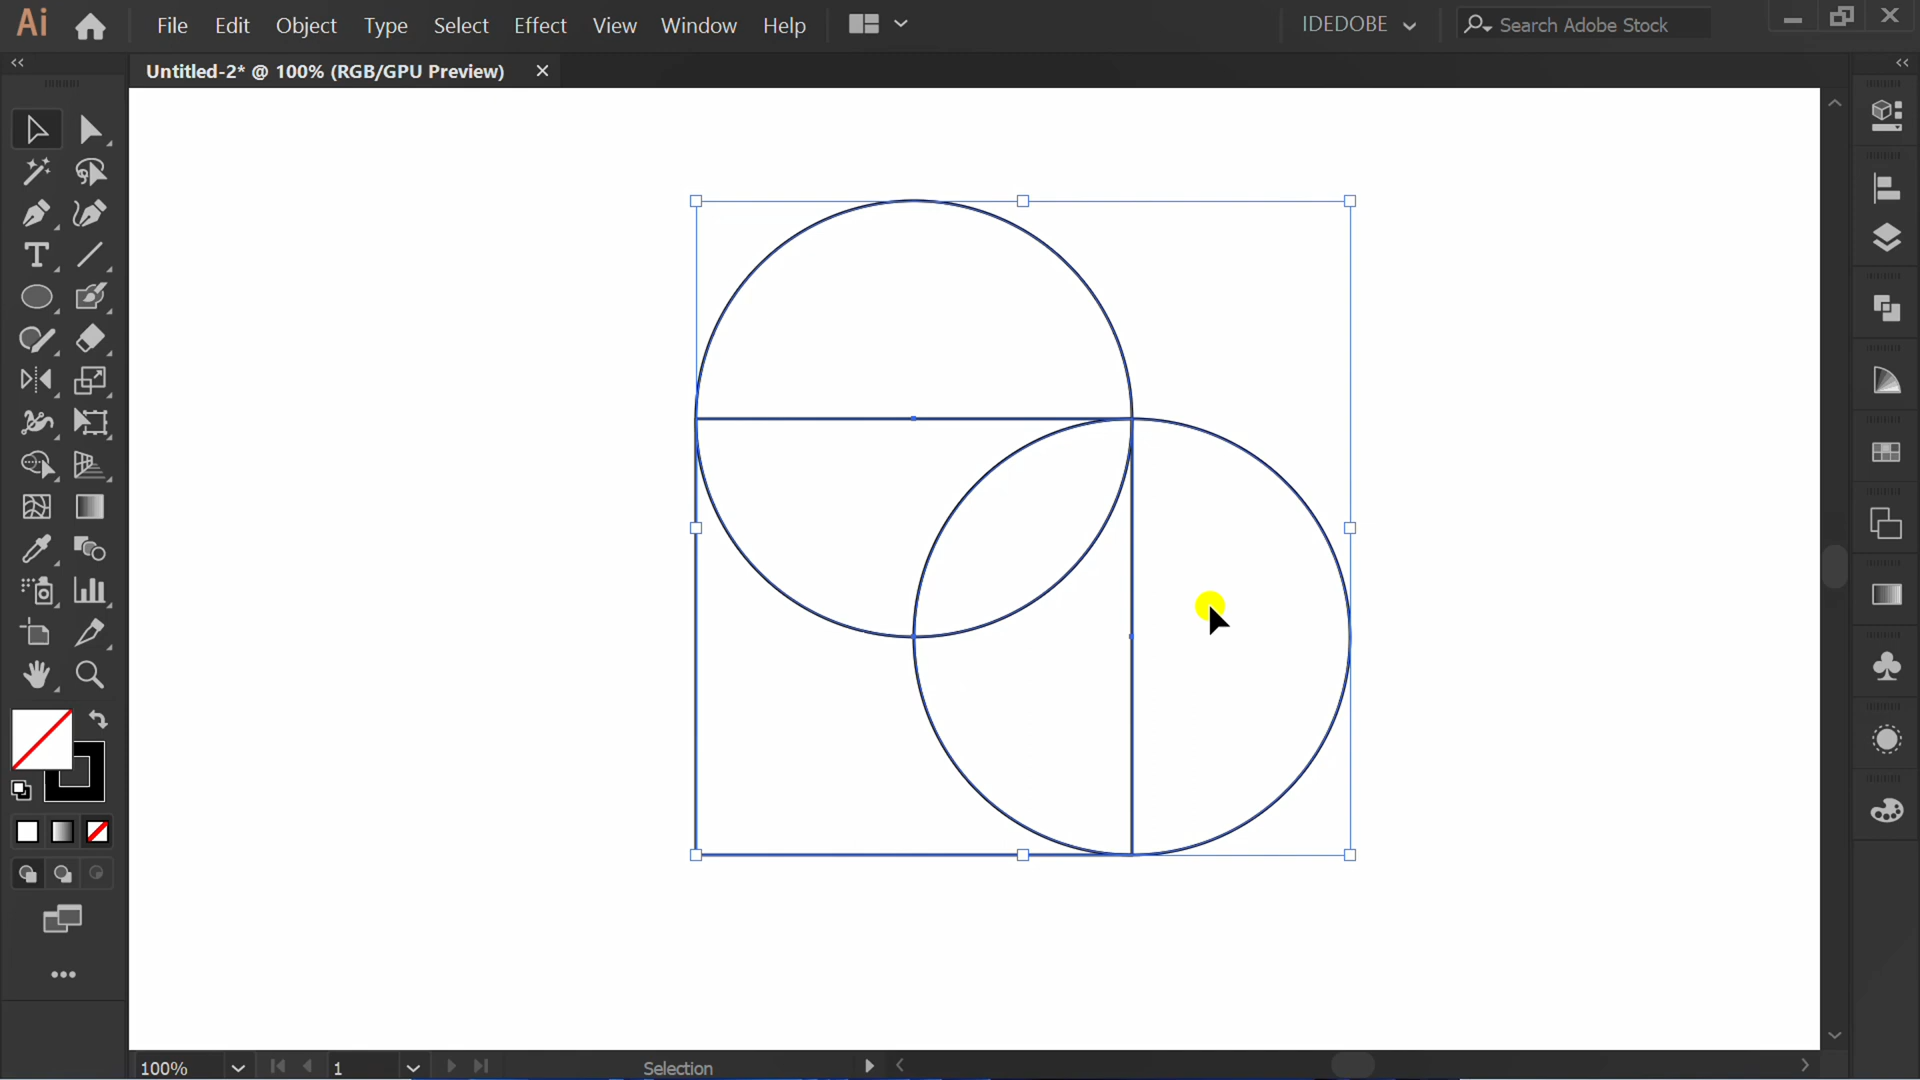 Ai File Edit Object Type Select Effect View Window Help IDEDOBE Search Adobe Stock
Untitled-2* @ 100% (RGB/GPU Preview)
100% 1 Selection